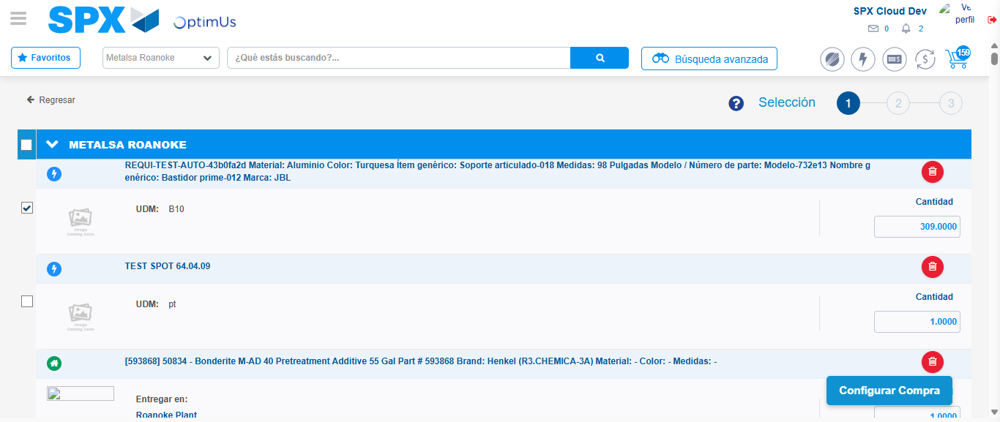 SPX
OptimUs
SPX Cloud Dev
Ve
perfil
0
2
Favoritos
Metalsa Roanoke
¿Qué estás buscando?...
Búsqueda avanzada
159
Regresar
Selección
1
2
3
METALSA ROANOKE
REQUI-TEST-AUTO-43b0fa2d Material: Aluminio Color: Turquesa Ítem genérico: Soporte articulado-018 Medidas: 98 Pulgadas Modelo / Número de parte: Modelo-732e13 Nombre g
enérico: Bastidor prime-012 Marca: JBL
Cantidad
UDM: B10
Image
Coming Soon
309.0000
TEST SPOT 64.04.09
Cantidad
UDM: pt
Image
Coming Soon
1.0000
[593868] 50834 - Bonderite M-AD 40 Pretreatment Additive 55 Gal Part # 593868 Brand: Henkel (R3.CHEMICA-3A) Material: - Color: - Medidas: -
Configurar Compra
Entregar en:
Roanoke Plant
1.0000